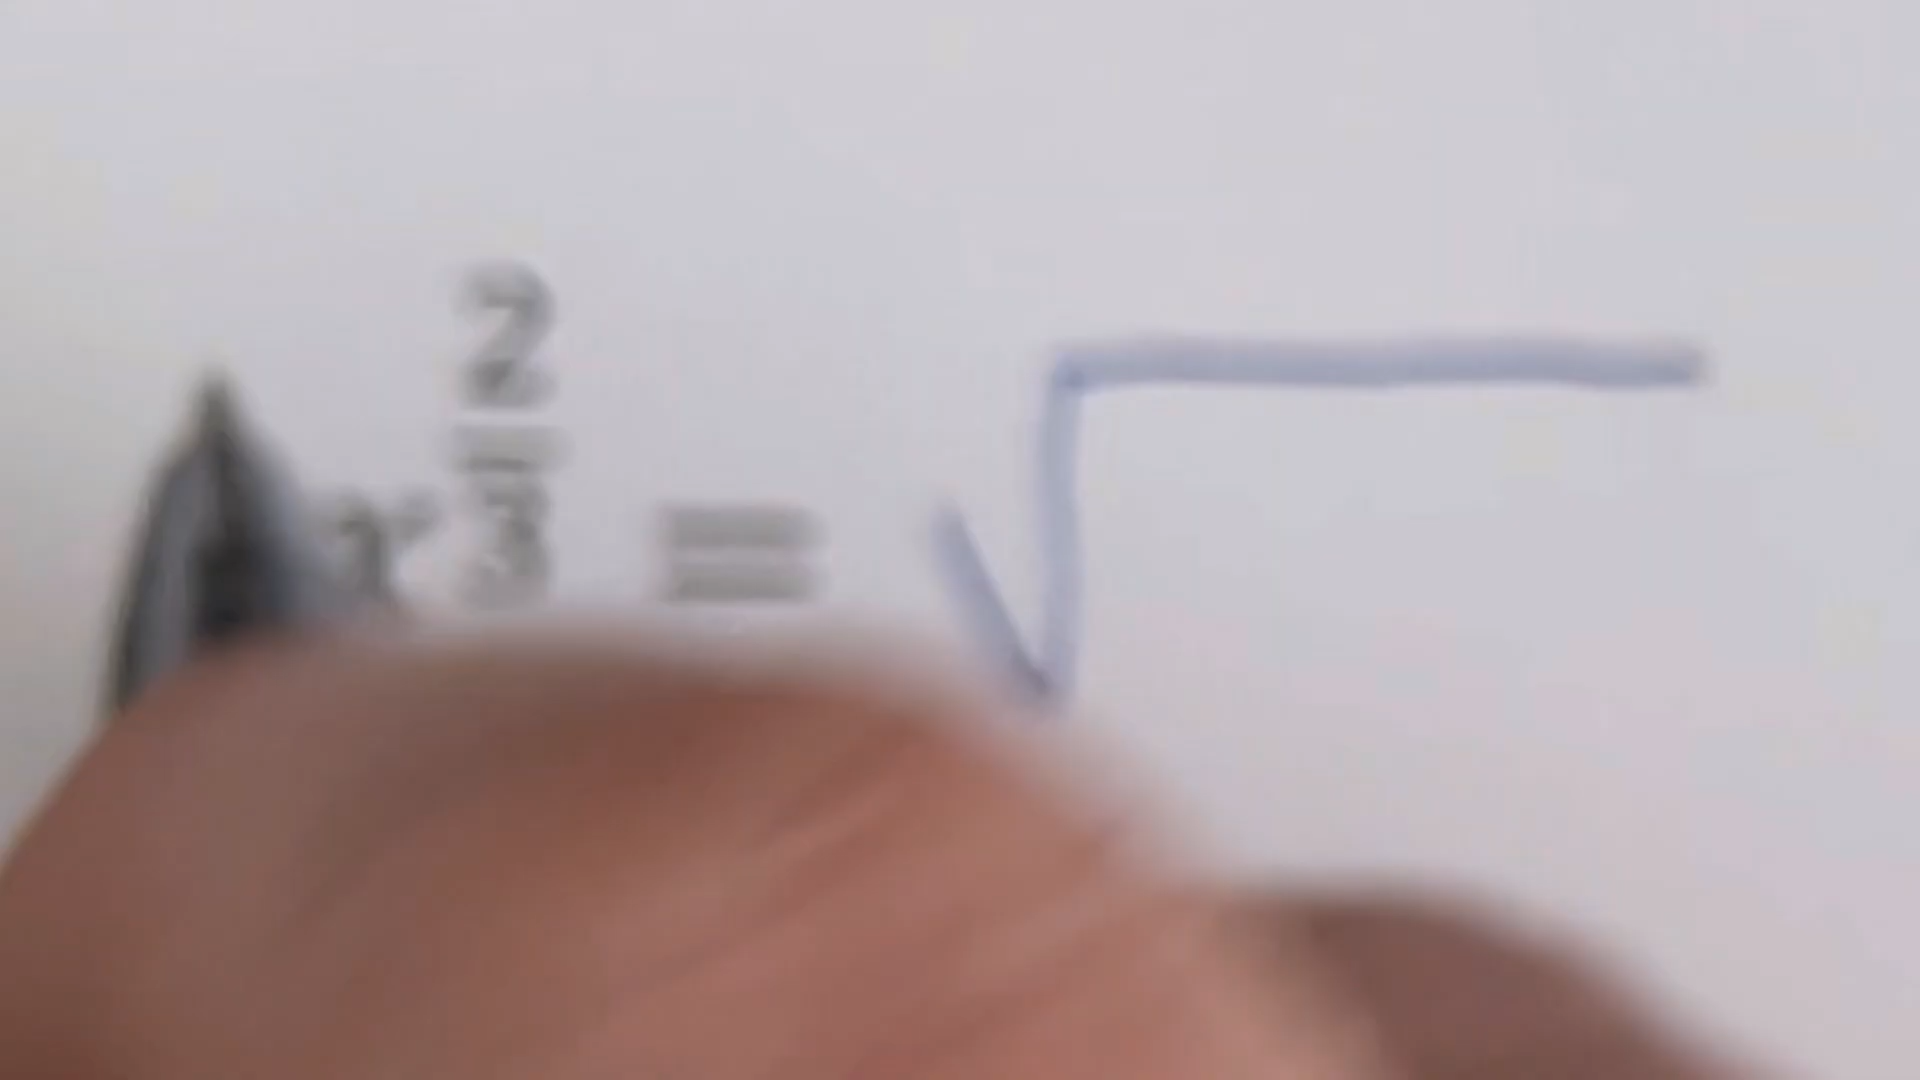 x^(2/3) = √